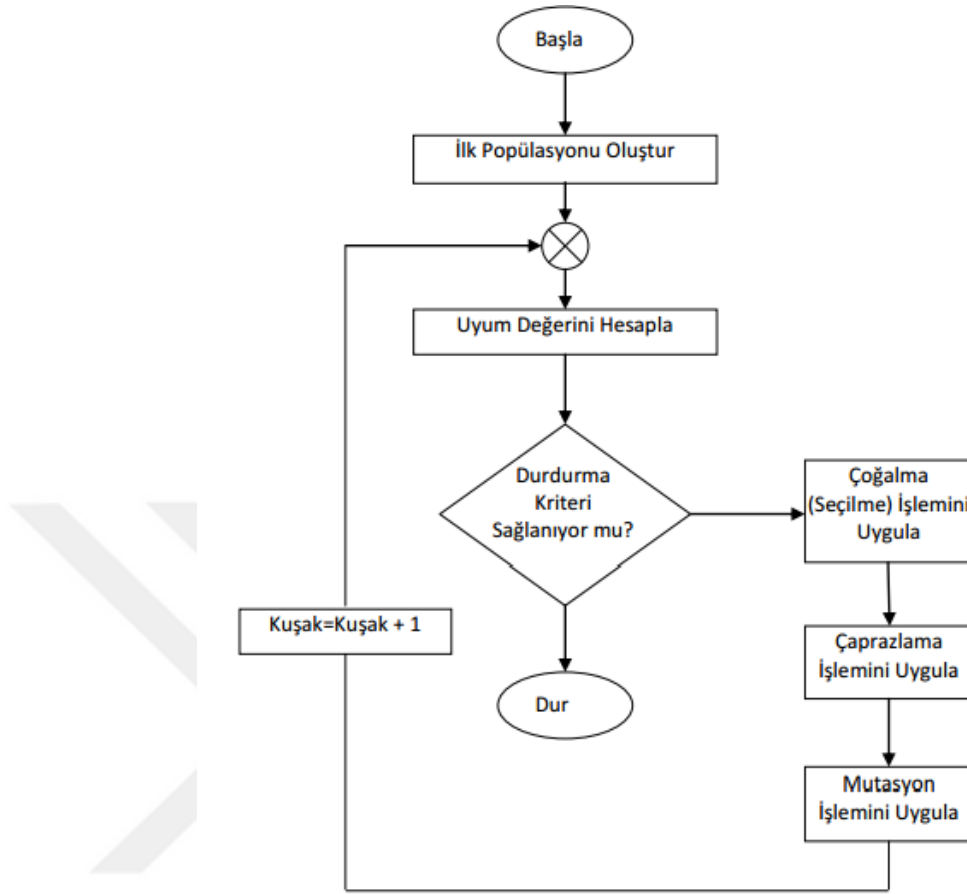 Başla
İlk Popülasyonu Oluştur
Uyum Değerini Hesapla
Durdurma
Kriteri
Sağlanıyor mu?
Çoğalma
(Seçilme) İşlemini
Uygula
Çaprazlama
İşlemini Uygula
Mutasyon
İşlemini Uygula
Kuşak=Kuşak + 1
Dur